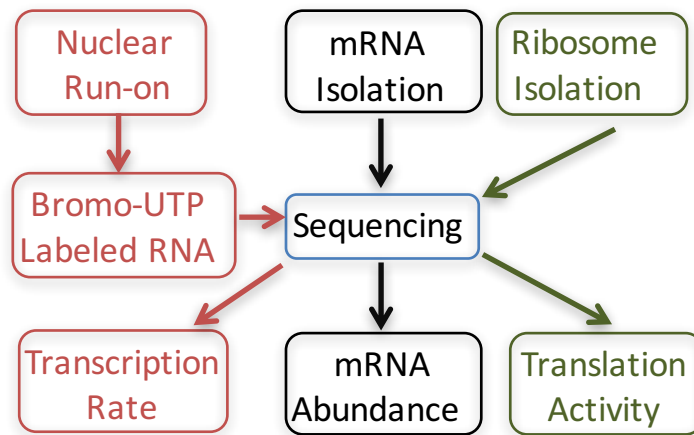 Nuclear
Run-on
mRNA
Isolation
Ribosome
Isolation
Bromo-UTP
Labeled RNA
Sequencing
Transcription
Rate
mRNA
Abundance
Translation
Activity